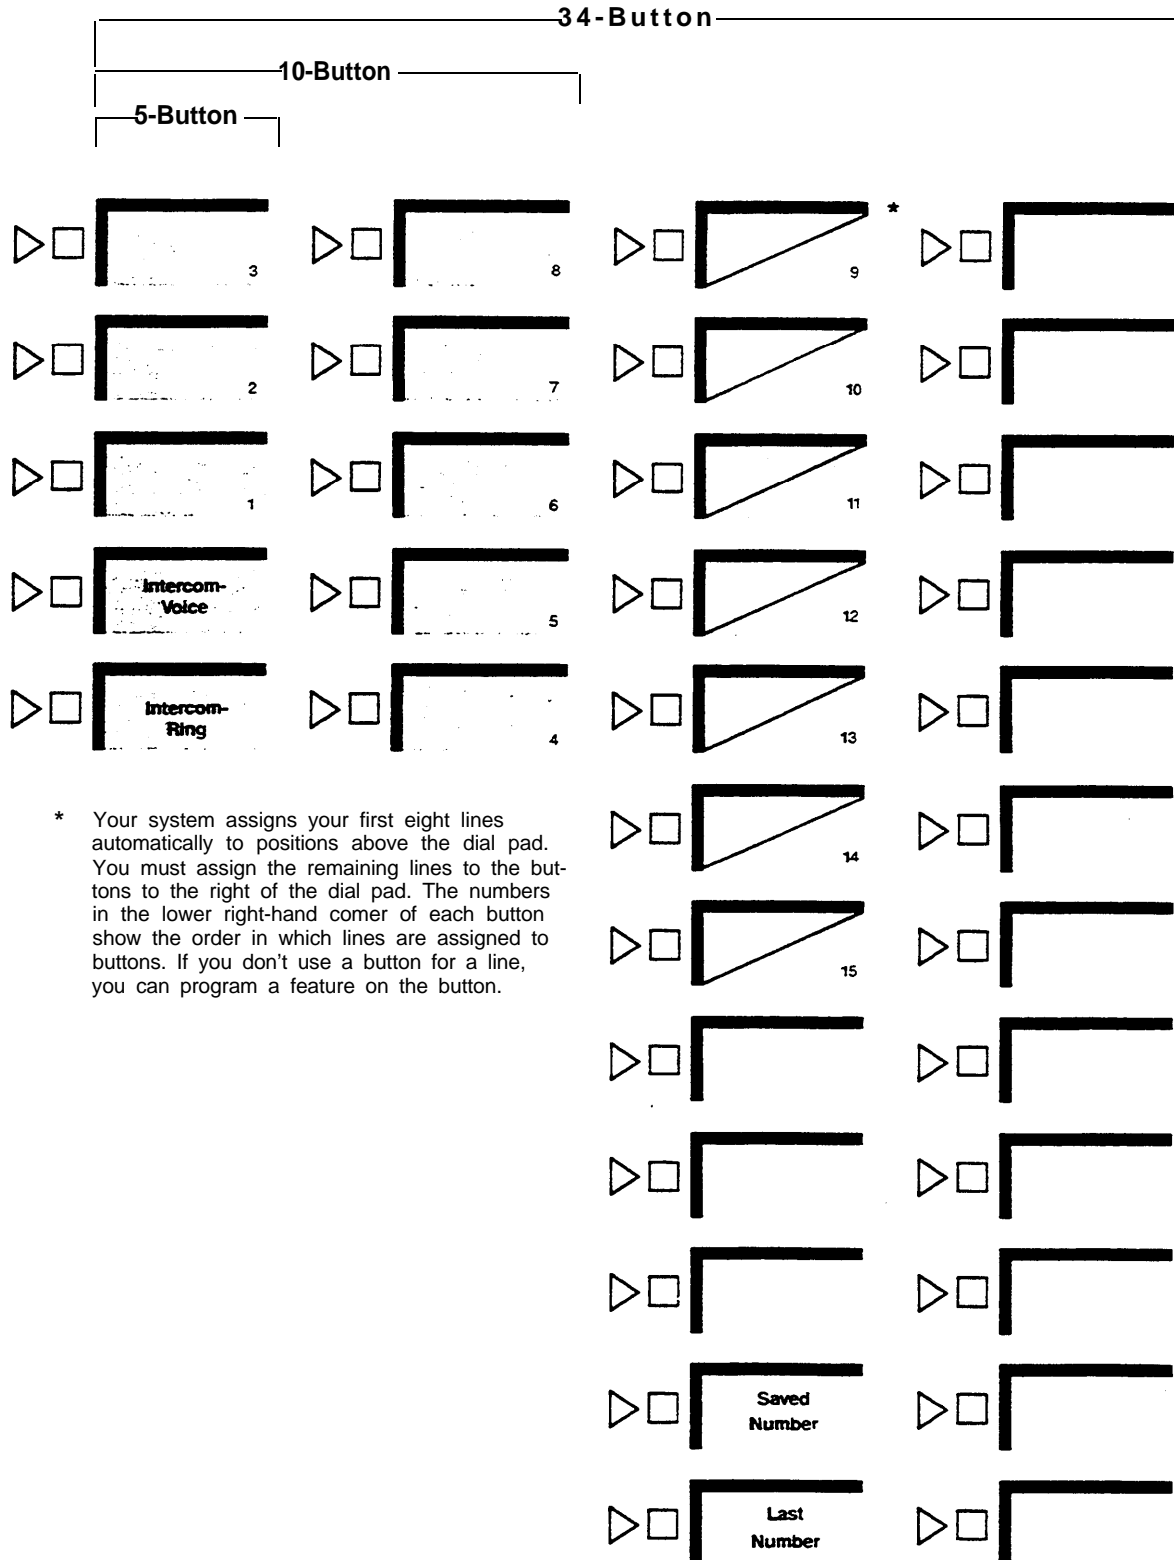 34-Button
10-Button
5-Button
3
8
9
*
2
7
10
1
6
11
Intercom-
Voice
5
12
Intercom-
Ring
4
13
* Your system assigns your first eight lines
automatically to positions above the dial pad.
You must assign the remaining lines to the but-
tons to the right of the dial pad. The numbers
in the lower right-hand comer of each button
show the order in which lines are assigned to
buttons. If you don't use a button for a line,
you can program a feature on the button.
14
15
Saved
Number
Last
Number